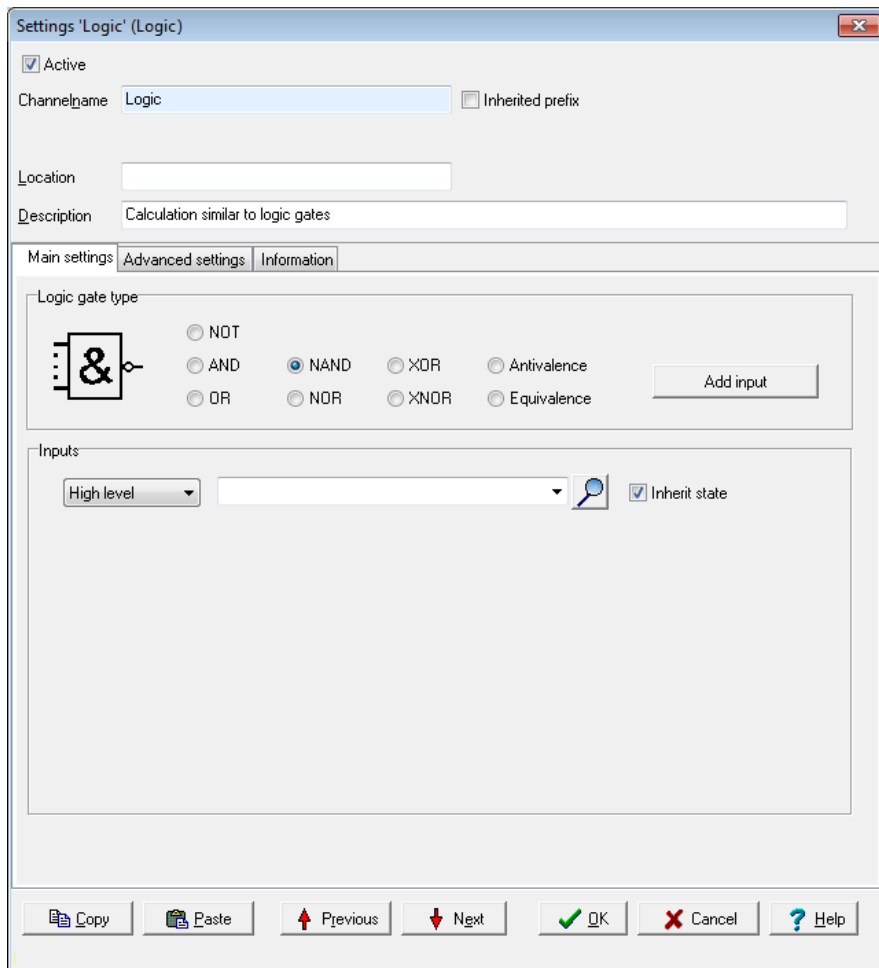 Settings 'Logic' (Logic)
Active
Channelname Logic Inherited prefix
Location
Description Calculation similar to logic gates
Main settings Advanced settings Information
Logic gate type
NOT
& AND NAND XOR Antivalence Add input
OR NOR XNOR Equivalence
Inputs
High level Inherit state
Copy Paste Previous Next OK Cancel ? Help